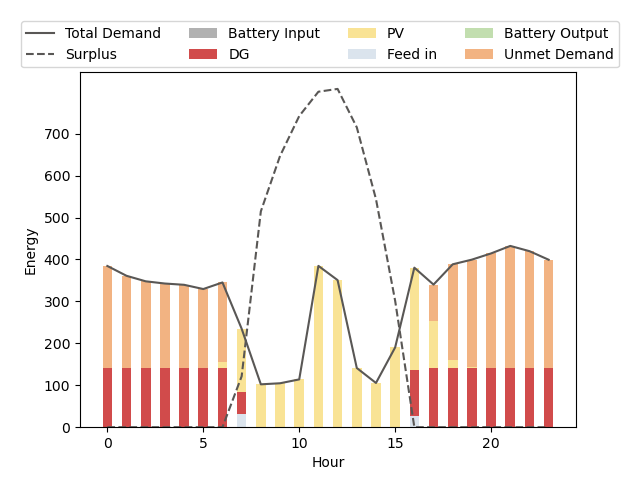 Total Demand Battery Input PV Battery Output
Surplus DG Feed in Unmet Demand
700
600
500
400
300
200
100
0
Energy
0 5 10 15 20
Hour